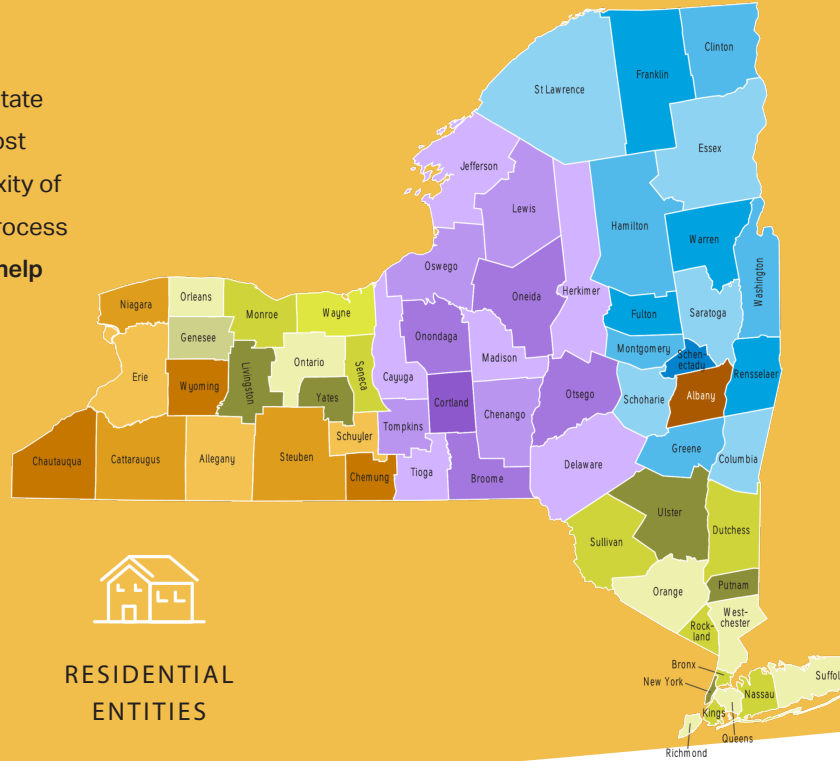 tate
ost
xity of
rocess
help
Clinton
Franklin
St Lawrence
Essex
Jefferson
Lewis
Hamilton
Warren
Washington
Oswego
Oneida
Herkimer
Niagara
Orleans
Monroe
Wayne
Fulton
Saratoga
Genesee
Onondaga
Madison
Montgomery
Schen-
ectady
Erie
Wyoming
Livingston
Ontario
Seneca
Cayuga
Rensselaer
Yates
Cortland
Chenango
Otsego
Schoharie
Albany
Schuyler
Tompkins
Chautauqua
Cattaraugus
Allegany
Steuben
Chemung
Tioga
Broome
Delaware
Greene
Columbia
Ulster
Sullivan
Dutchess
Orange
Putnam
West-
chester
Rock-
land
Bronx
New York
Nassau
Suffol
Kings
Queens
Richmond
RESIDENTIAL
ENTITIES